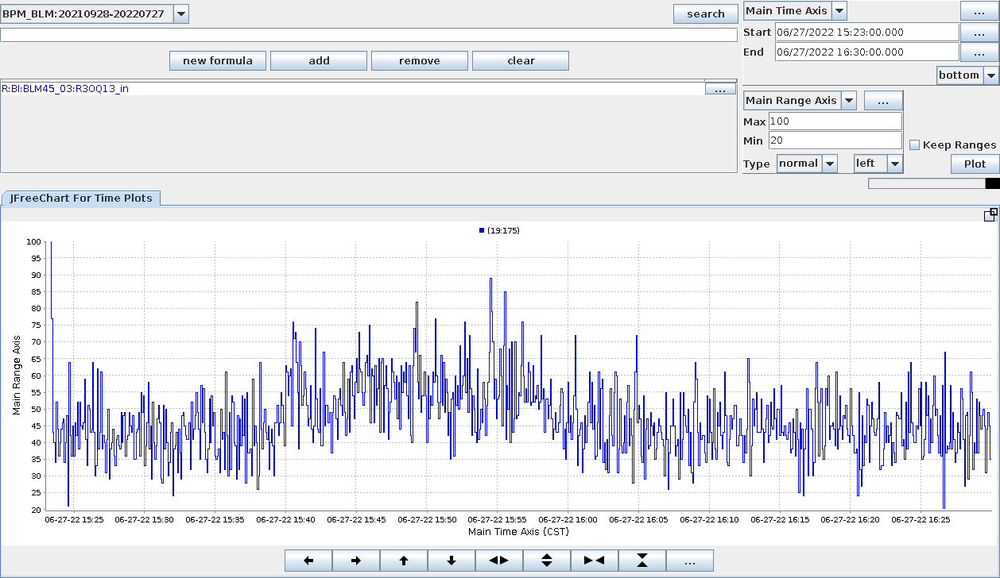 BPM_BLM:20210928-20220727
search
new formula
add
remove
clear
R:BI:BLM45_03:R3OQ13_in
...
Main Time Axis
...
Start
06/27/2022 15:23:00.000
...
End
06/27/2022 16:30:00.000
...
bottom
Main Range Axis
...
Max
100
Min
20
Keep Ranges
Type
normal
left
Plot
JFreeChart For Time Plots
(19:175)
100
95
90
85
80
75
70
65
60
55
50
45
40
35
30
25
20
Main Range Axis
06-27-22 15:25
06-27-22 15:30
06-27-22 15:35
06-27-22 15:40
06-27-22 15:45
06-27-22 15:50
06-27-22 15:55
06-27-22 16:00
06-27-22 16:05
06-27-22 16:10
06-27-22 16:15
06-27-22 16:20
06-27-22 16:25
Main Time Axis (CST)
...